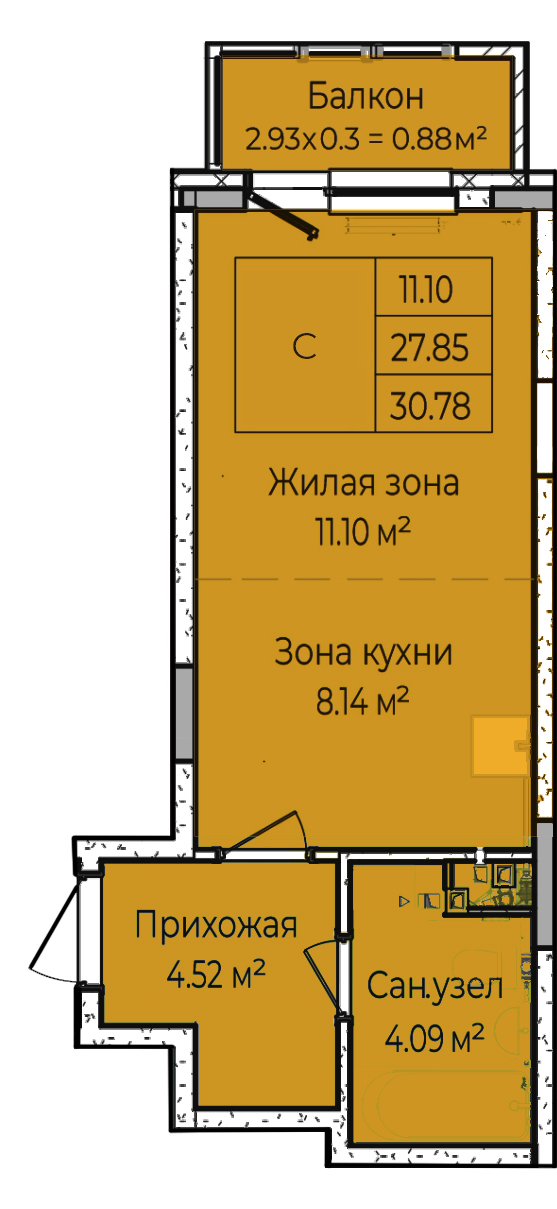 Балкон
2.93х0.3 = 0.88м²
С
11.10
27.85
30.78
Жилая зона
11.10 м²
Зона кухни
8.14 м²
Прихожая
4.52 м²
Сан.узел
4.09 м²